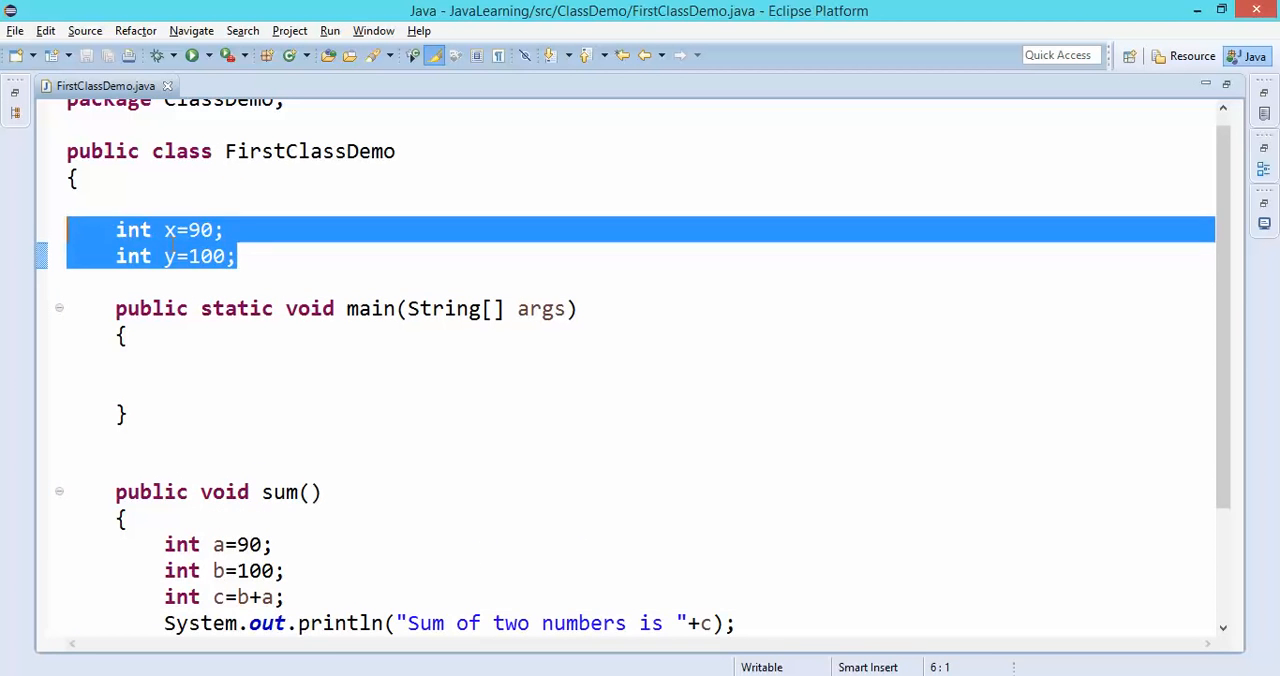 Java - JavaLearning/src/ClassDemo/FirstClassDemo.java - Eclipse Platform
File Edit Source Refactor Navigate Search Project Run Window Help
Quick Access Resource Java
FirstClassDemo.java
package ClassDemo;
public class FirstClassDemo
{
int x=90;
int y=100;
public static void main(String[] args)
{
}
public void sum()
{
int a=90;
int b=100;
int c=b+a;
System.out.println("Sum of two numbers is "+c);
Writable Smart Insert 6 : 1